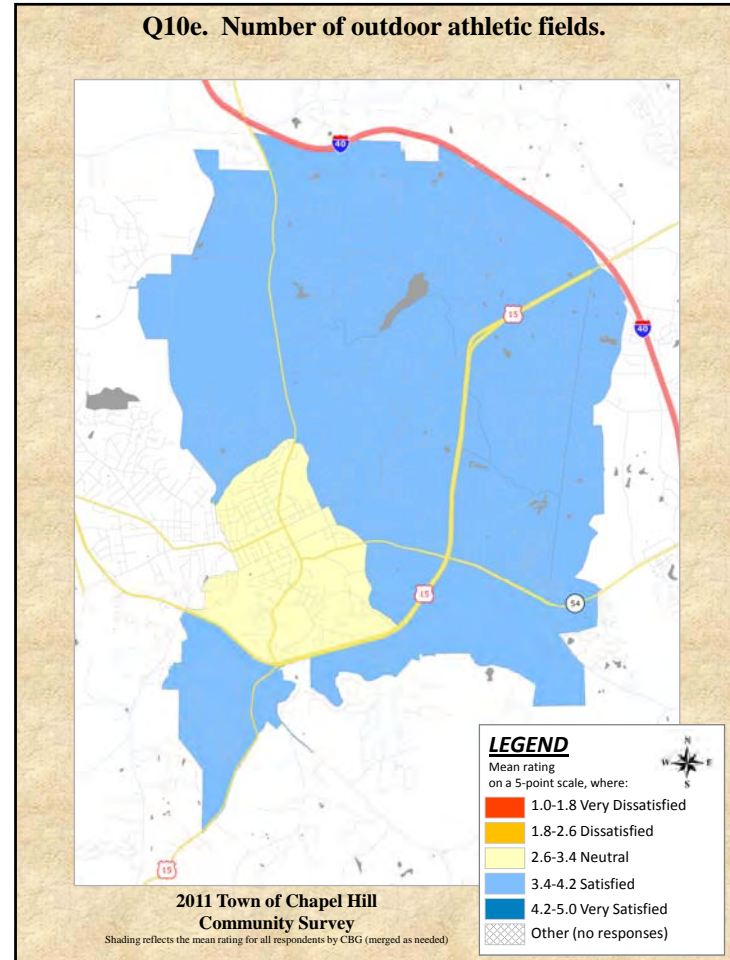 Q10e. Number of outdoor athletic fields.
40
15
40
15
54
15
LEGEND
Mean rating
on a 5-point scale, where:
N
W E
S
1.0-1.8 Very Dissatisfied
1.8-2.6 Dissatisfied
2.6-3.4 Neutral
3.4-4.2 Satisfied
4.2-5.0 Very Satisfied
Other (no responses)
2011 Town of Chapel Hill
Community Survey
Shading reflects the mean rating for all respondents by CBG (merged as needed)